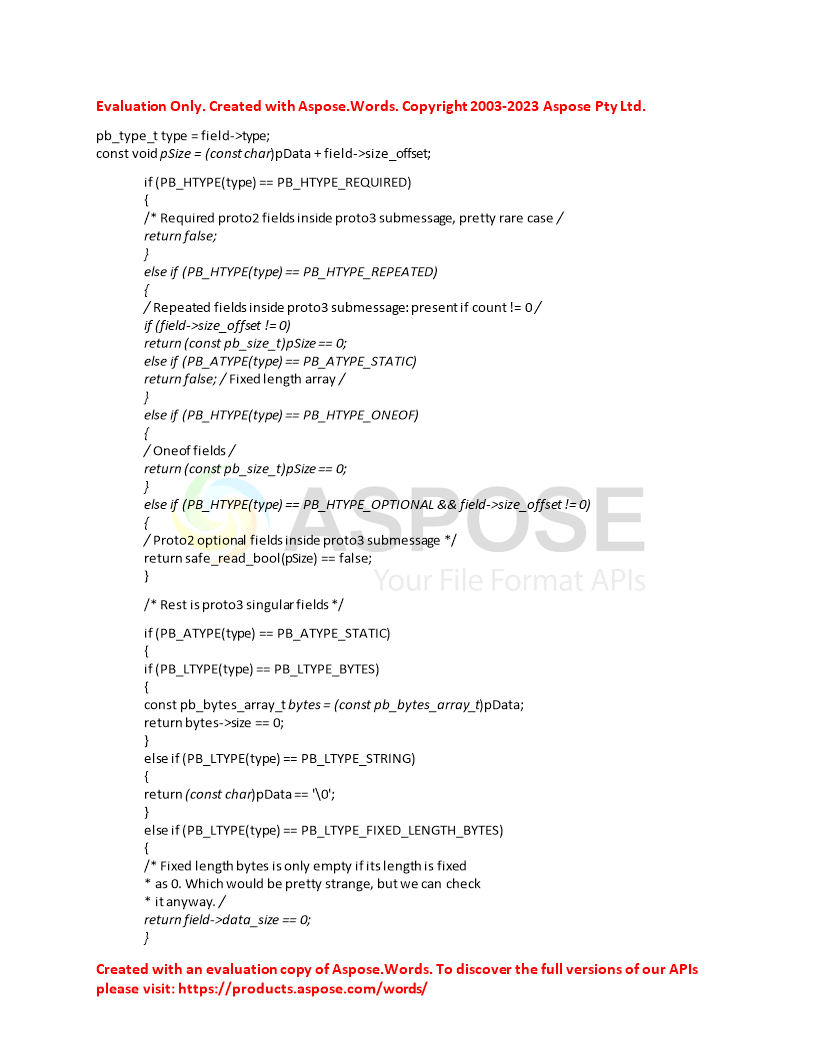 Evaluation Only. Created with Aspose.Words. Copyright 2003-2023 Aspose Pty Ltd.
pb_type_t type = field->type;
const void pSize = (const char)pData + field->size_offset;
if (PB_HTYPE(type) == PB_HTYPE_REQUIRED)
{
/* Required proto2 fields inside proto3 submessage, pretty rare case /
return false;
}
else if (PB_HTYPE(type) == PB_HTYPE_REPEATED)
{
/ Repeated fields inside proto3 submessage: present if count != 0 /
if (field->size_offset != 0)
return (const pb_size_t)pSize == 0;
else if (PB_ATYPE(type) == PB_ATYPE_STATIC)
return false; / Fixed length array /
}
else if (PB_HTYPE(type) == PB_HTYPE_ONEOF)
{
/ Oneof fields /
return (const pb_size_t)pSize == 0;
}
else if (PB_HTYPE(type) == PB_HTYPE_OPTIONAL && field->size_offset != 0)
{
/ Proto2 optional fields inside proto3 submessage */
return safe_read_bool(pSize) == false;
}
ASPOSE
Your File Format APIs
/* Rest is proto3 singular fields */
if (PB_ATYPE(type) == PB_ATYPE_STATIC)
{
if (PB_LTYPE(type) == PB_LTYPE_BYTES)
{
const pb_bytes_array_t bytes = (const pb_bytes_array_t)pData;
return bytes->size == 0;
}
else if (PB_LTYPE(type) == PB_LTYPE_STRING)
{
return (const char)pData == '\0';
}
else if (PB_LTYPE(type) == PB_LTYPE_FIXED_LENGTH_BYTES)
{
/* Fixed length bytes is only empty if its length is fixed
* as 0. Which would be pretty strange, but we can check
* it anyway. /
return field->data_size == 0;
}
Created with an evaluation copy of Aspose.Words. To discover the full versions of our APIs
please visit: https://products.aspose.com/words/